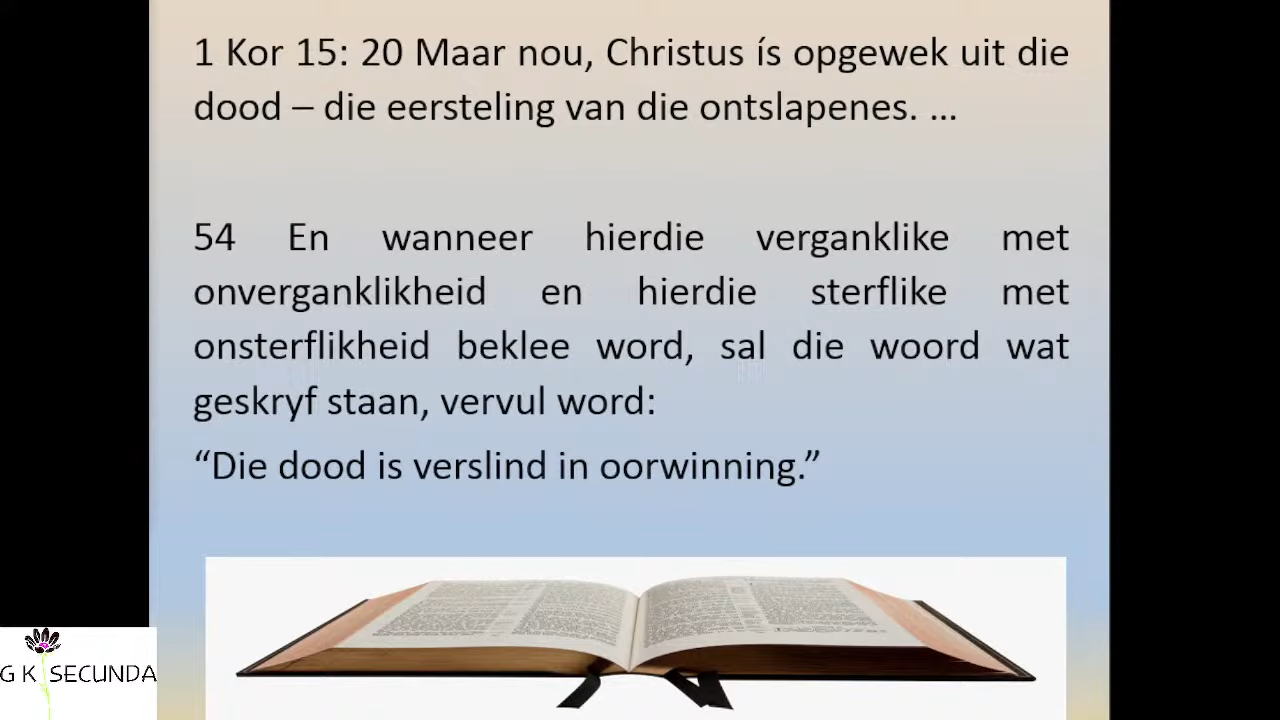 1 Kor 15: 20 Maar nou, Christus ís opgewek uit die
dood – die eersteling van die ontslapenes. ...
54 En wanneer hierdie verganklike met
onverganklikheid en hierdie sterflike met
onsterflikheid beklee word, sal die woord wat
geskryf staan, vervul word:
“Die dood is verslind in oorwinning.”
G K SECUNDA